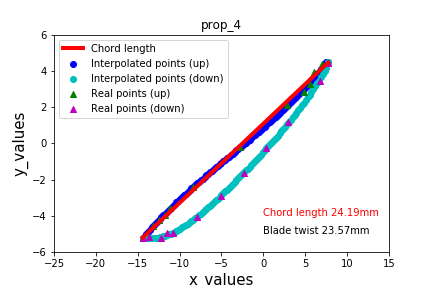 prop_4
6
4
2
0
−2
−4
−6
y_values
Chord length
Interpolated points (up)
Interpolated points (down)
Real points (up)
Real points (down)
Chord length 24.19mm
Blade twist 23.57mm
−25 −20 −15 −10 −5 0 5 10 15
x_values